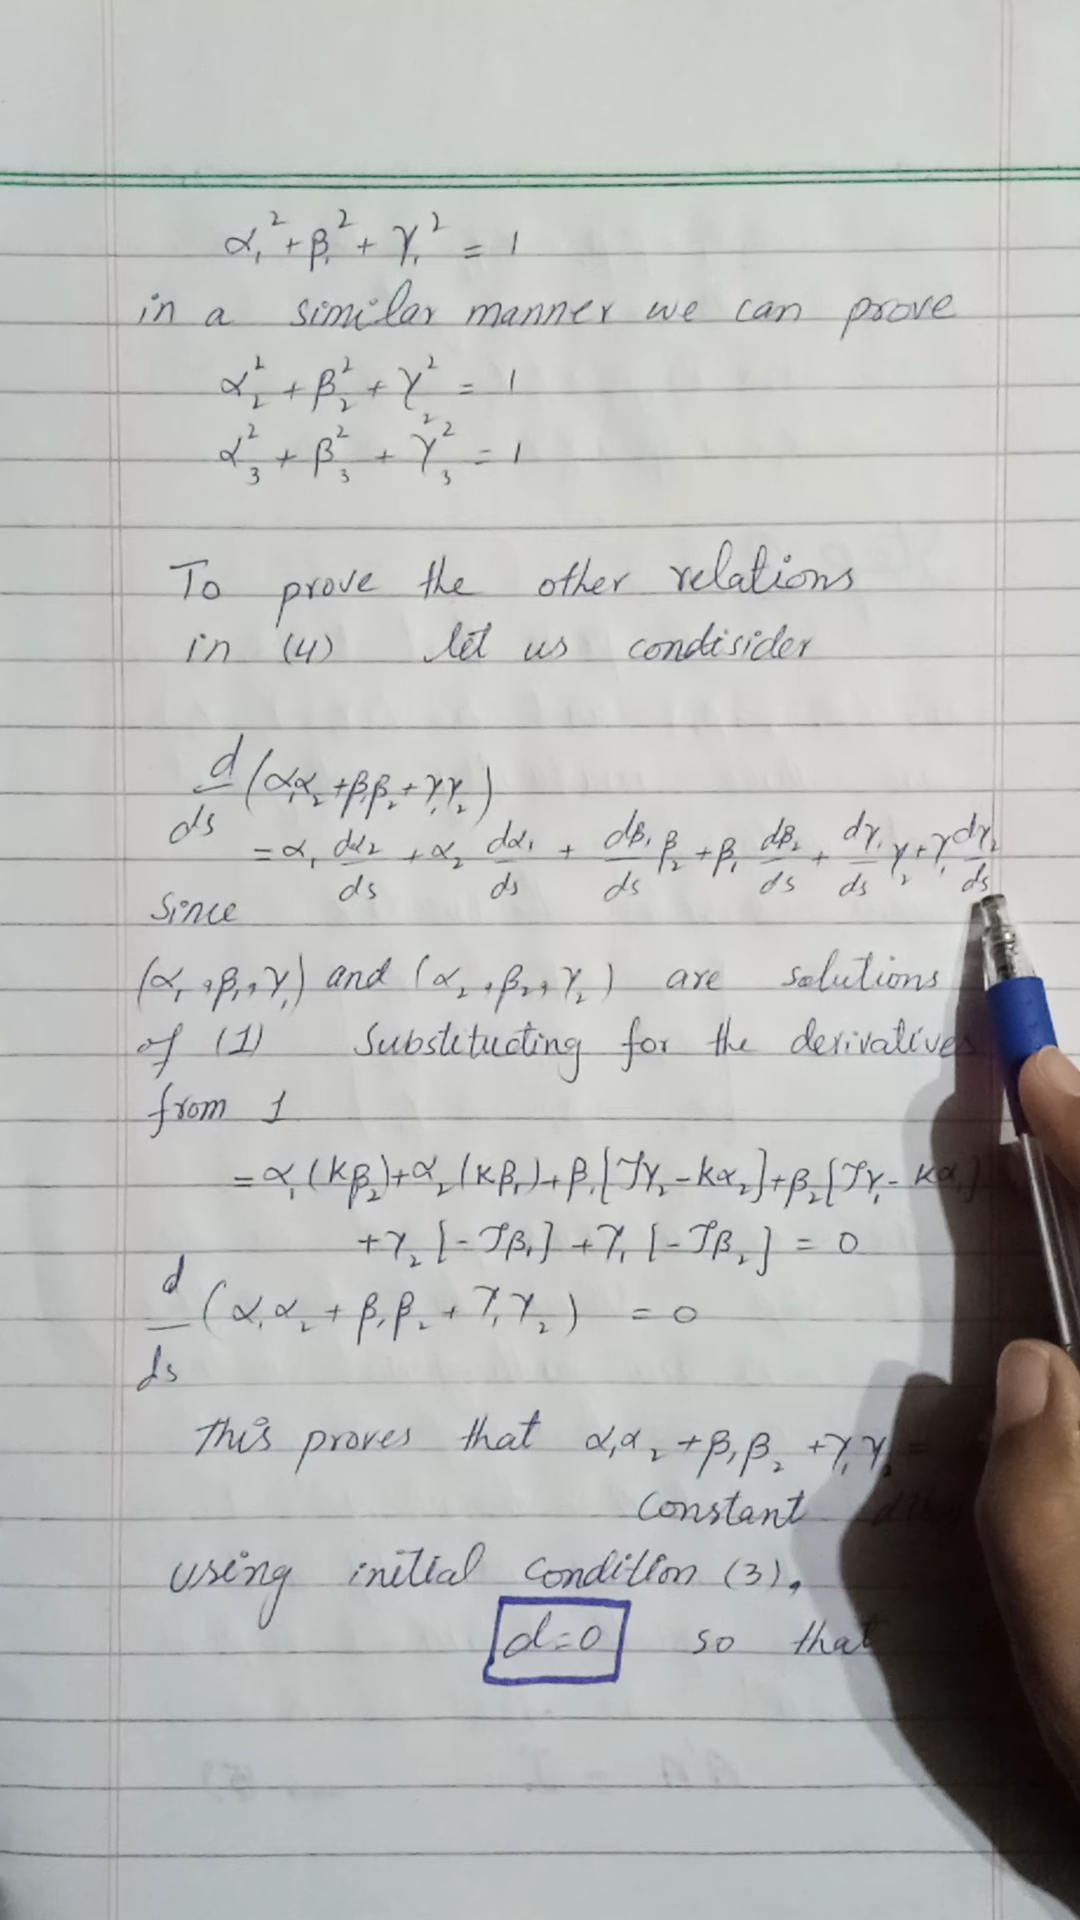 α₁² + β₁² + γ₁² = 1
in a similar manner we can prove
α₂² + β₂² + γ₂² = 1
α₃² + β₃² + γ₃² = 1
To prove the other relations
in (4) let us condisider
d/ds (α₁α₂ + β₁β₂ + γ₁γ₂)
= α₁ dα₂/ds + α₂ dα₁/ds + dβ₁/ds β₂ + β₁ dβ₂/ds + dγ₁/ds γ₂ + γ₁ dγ₂/ds
Since
(α₁, β₁, γ₁) and (α₂, β₂, γ₂) are solutions
of (1) Substitucting for the derivatives
from 1
= α₁(kβ₂) + α₂(kβ₁) + β₁[Tγ₂ - kα₂] + β₂[Tγ₁ - kα₁]
+ γ₂[-Tβ₁] + γ₁[-Tβ₂] = 0
d/ds (α₁α₂ + β₁β₂ + γ₁γ₂) = 0
This proves that α₁α₂ + β₁β₂ + γ₁γ₂ =
Constant
using initial condition (3),
d=0 so that